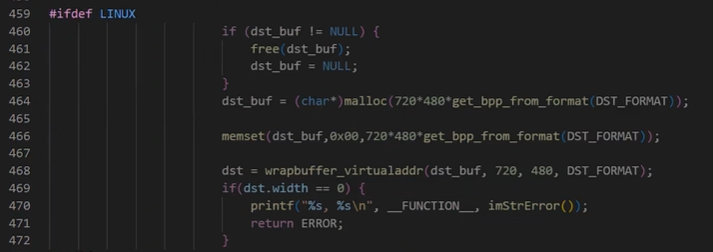 459 #ifdef LINUX
460 if (dst_buf != NULL) {
461 free(dst_buf);
462 dst_buf = NULL;
463 }
464 dst_buf = (char*)malloc(720*480*get_bpp_from_format(DST_FORMAT));
465
466 memset(dst_buf,0x00,720*480*get_bpp_from_format(DST_FORMAT));
467
468 dst = wrapbuffer_virtualaddr(dst_buf, 720, 480, DST_FORMAT);
469 if(dst.width == 0) {
470 printf("%s, %s\n", __FUNCTION__, imStrError());
471 return ERROR;
472 }